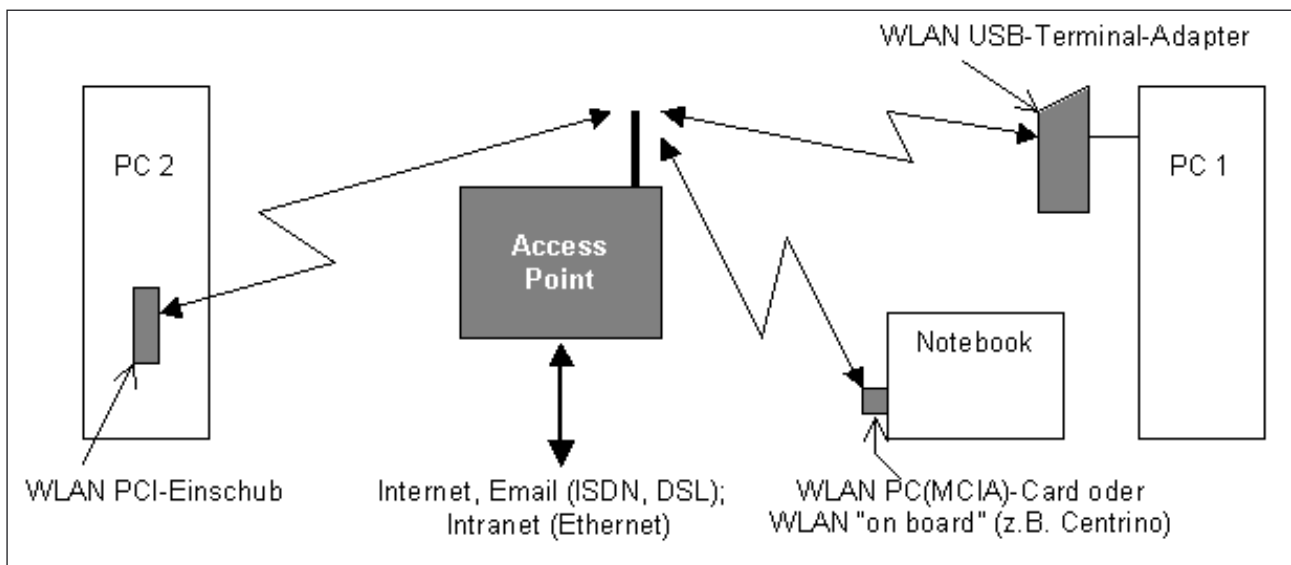 WLAN USB-Terminal-Adapter
PC 2
PC 1
Access
Point
Notebook
WLAN PCI-Einschub
Internet, Email (ISDN, DSL);
Intranet (Ethernet)
WLAN PC(MCIA)-Card oder
WLAN "on board" (z.B. Centrino)